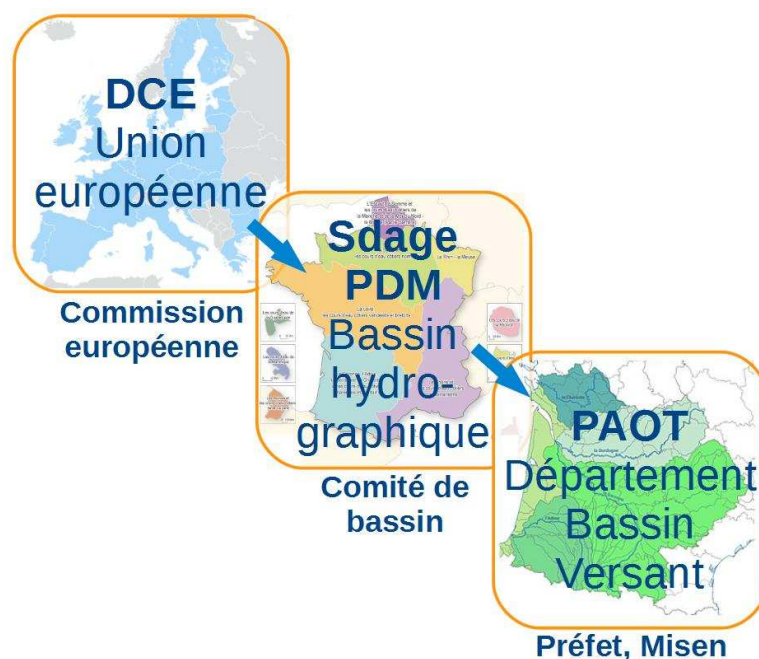 DCE
Union
européenne
Commission
européenne
Sdage
PDM
Bassin
hydro-
graphique
Comité de
bassin
PAOT
Département
Bassin
Versant
Préfet, Misen